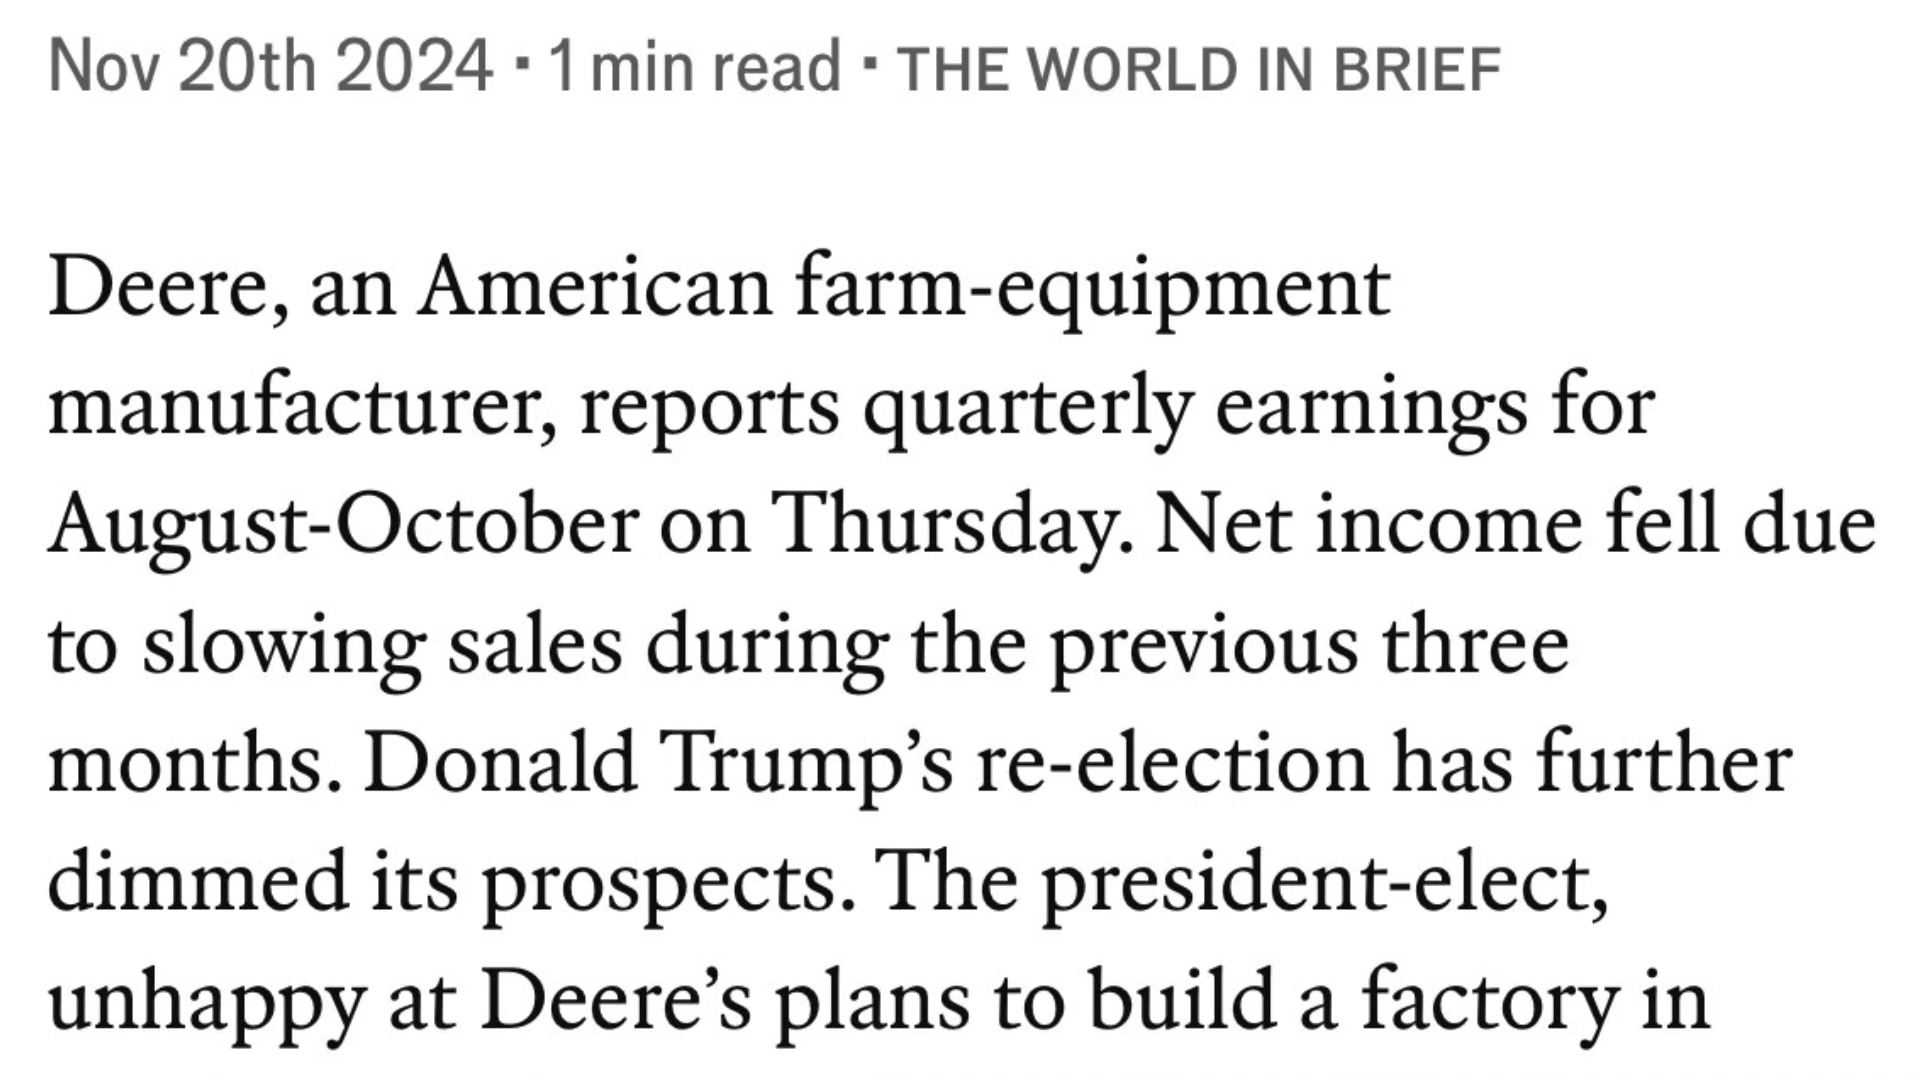 Nov 20th 2024 · 1 min read · THE WORLD IN BRIEF
Deere, an American farm-equipment
manufacturer, reports quarterly earnings for
August-October on Thursday. Net income fell due
to slowing sales during the previous three
months. Donald Trump’s re-election has further
dimmed its prospects. The president-elect,
unhappy at Deere’s plans to build a factory in